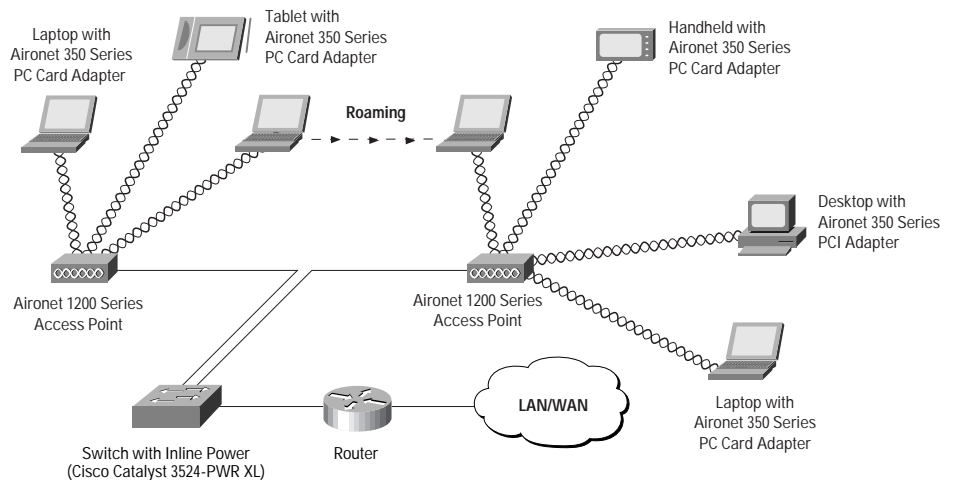 Laptop with
Aironet 350 Series
PC Card Adapter
Tablet with
Aironet 350 Series
PC Card Adapter
Handheld with
Aironet 350 Series
PC Card Adapter
Roaming
Desktop with
Aironet 350 Series
PCI Adapter
Aironet 1200 Series
Access Point
Aironet 1200 Series
Access Point
Switch with Inline Power
(Cisco Catalyst 3524-PWR XL)
Router
LAN/WAN
Laptop with
Aironet 350 Series
PC Card Adapter